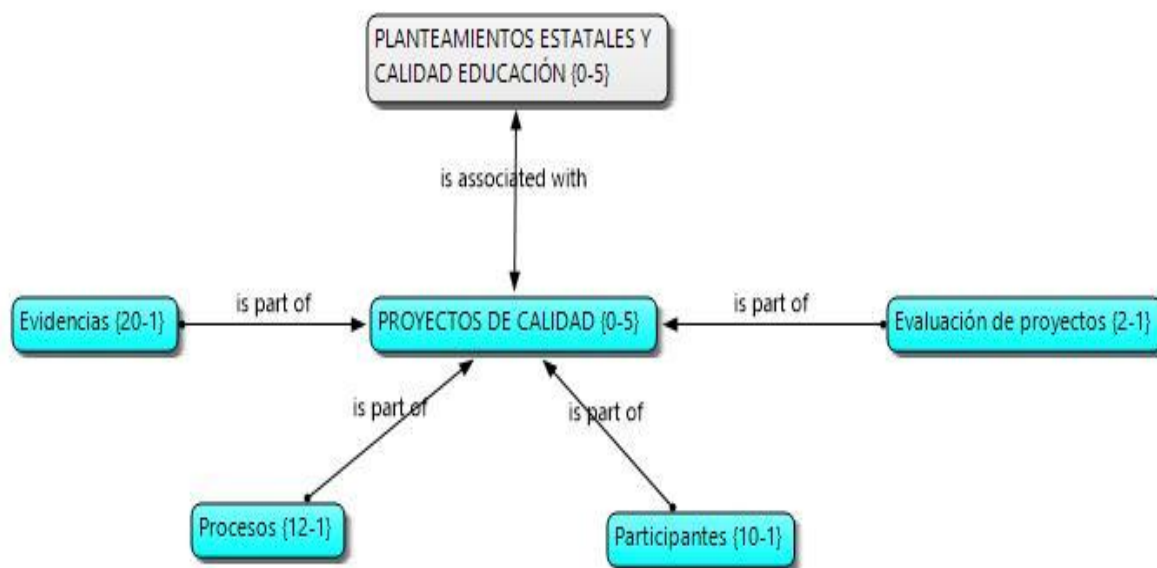 PLANTEAMIENTOS ESTATALES Y
CALIDAD EDUCACIÓN {0-5}
is associated with
is part of
is part of
Evidencias {20-1}
PROYECTOS DE CALIDAD {0-5}
Evaluación de proyectos {2-1}
is part of
is part of
Procesos {12-1}
Participantes {10-1}